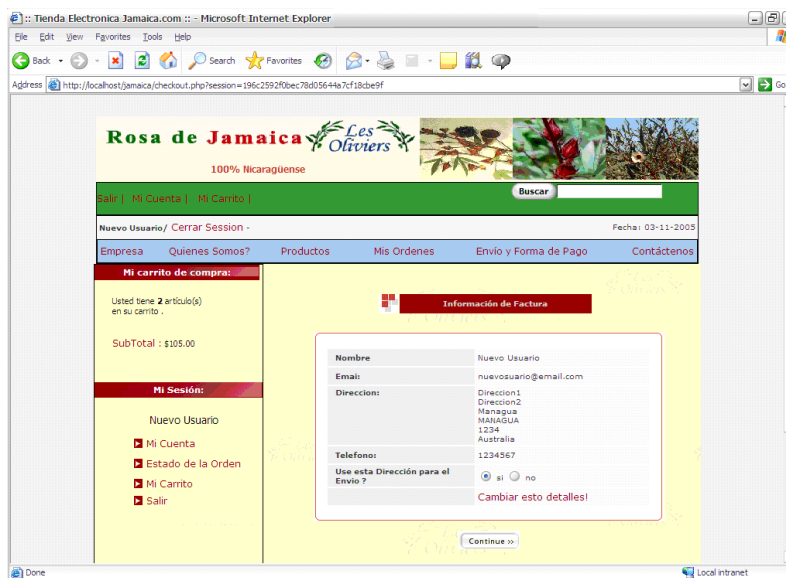 :: Tienda Electronica Jamaica.com :: - Microsoft Internet Explorer
File Edit View Favorites Tools Help
Back Search Favorites
Address http://localhost/jamaica/checkout.php?session=196c2592f0bec78d05644a7cf18cbe9f Go
Rosa de Jamaica Les Oliviers
100% Nicaragüense
Salir | Mi Cuenta | Mi Carrito | Buscar
Nuevo Usuario/ Cerrar Session - Fecha: 03-11-2005
Empresa Quienes Somos? Productos Mis Ordenes Envío y Forma de Pago Contáctenos
Mi carrito de compra:
Usted tiene 2 artículo(s)
en su carrito .
SubTotal : $105.00
Mi Sesión:
Nuevo Usuario
Mi Cuenta
Estado de la Orden
Mi Carrito
Salir
Información de Factura
Nombre Nuevo Usuario
Emai: nuevosuario@email.com
Direccion: Direccion1
Direccion2
Managua
MANAGUA
1234
Australia
Telefono: 1234567
Use esta Dirección para el
Envio ? si no
Cambiar esto detalles!
Continue »
Done Local intranet